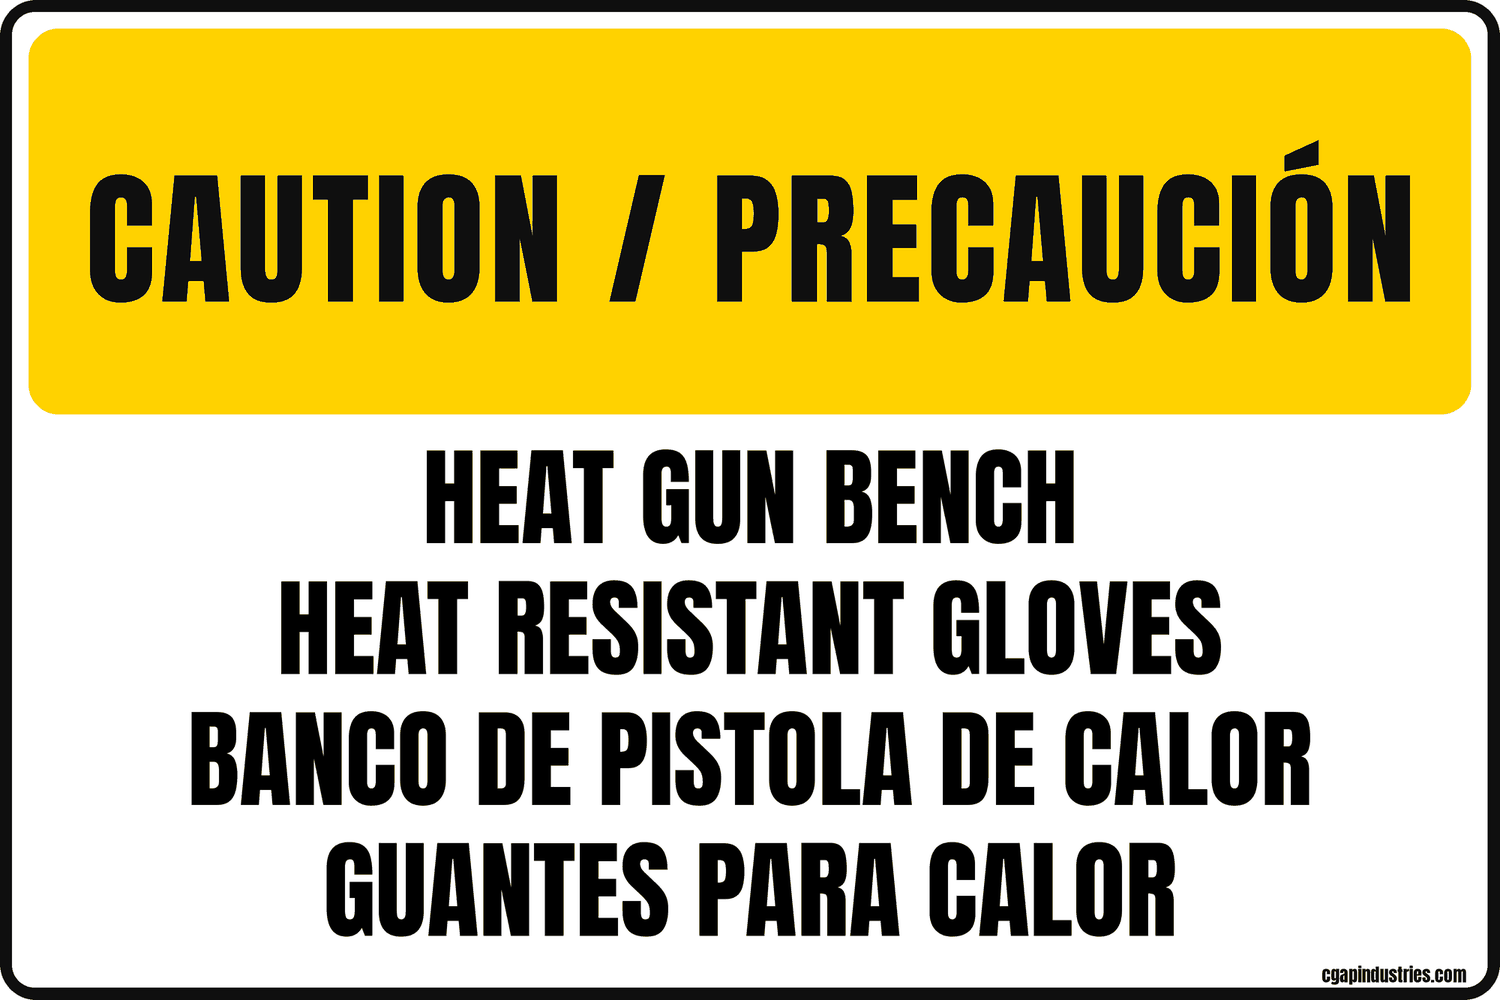 CAUTION / PRECAUCIÓN
HEAT GUN BENCH
HEAT RESISTANT GLOVES
BANCO DE PISTOLA DE CALOR
GUANTES PARA CALOR
cgapindustries.com